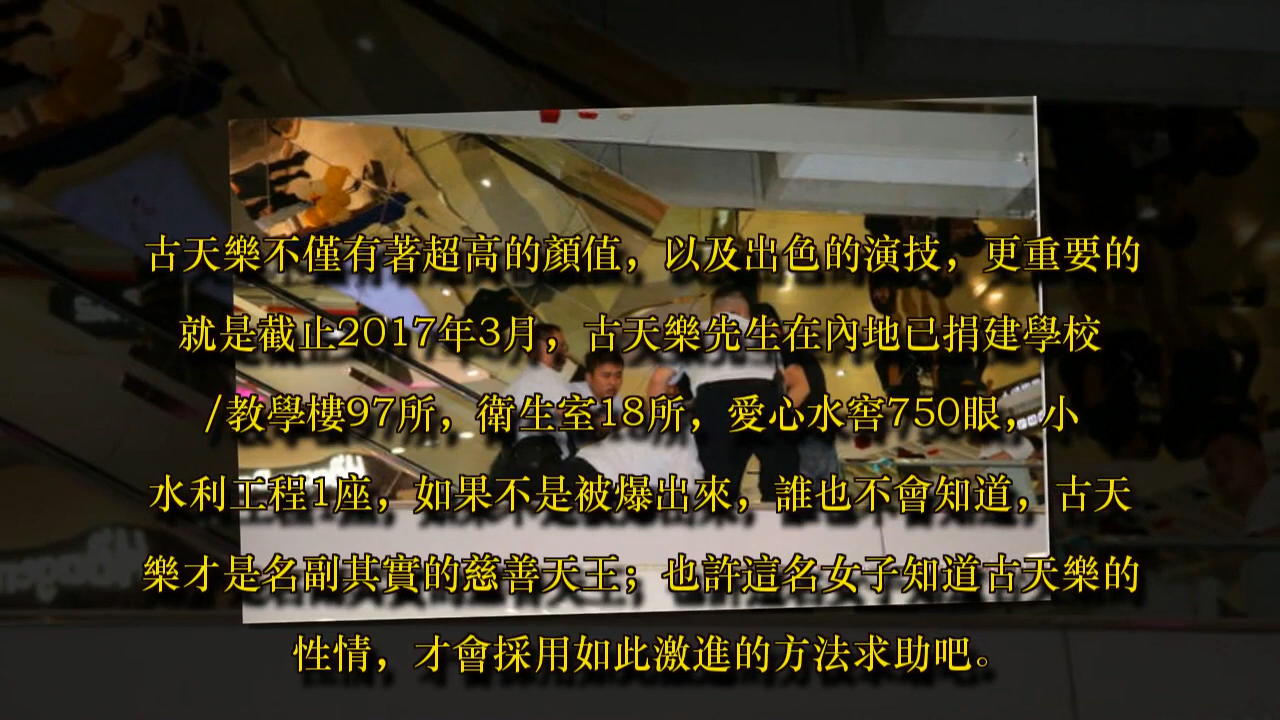 古天樂不僅有著超高的顏值，以及出色的演技，更重要的
就是截止2017年3月，古天樂先生在內地已捐建學校
/教學樓97所，衛生室18所，愛心水窖750眼，小
水利工程1座，如果不是被爆出來，誰也不會知道，古天
樂才是名副其實的慈善天王；也許這名女子知道古天樂的
性情，才會採用如此激進的方法求助吧。